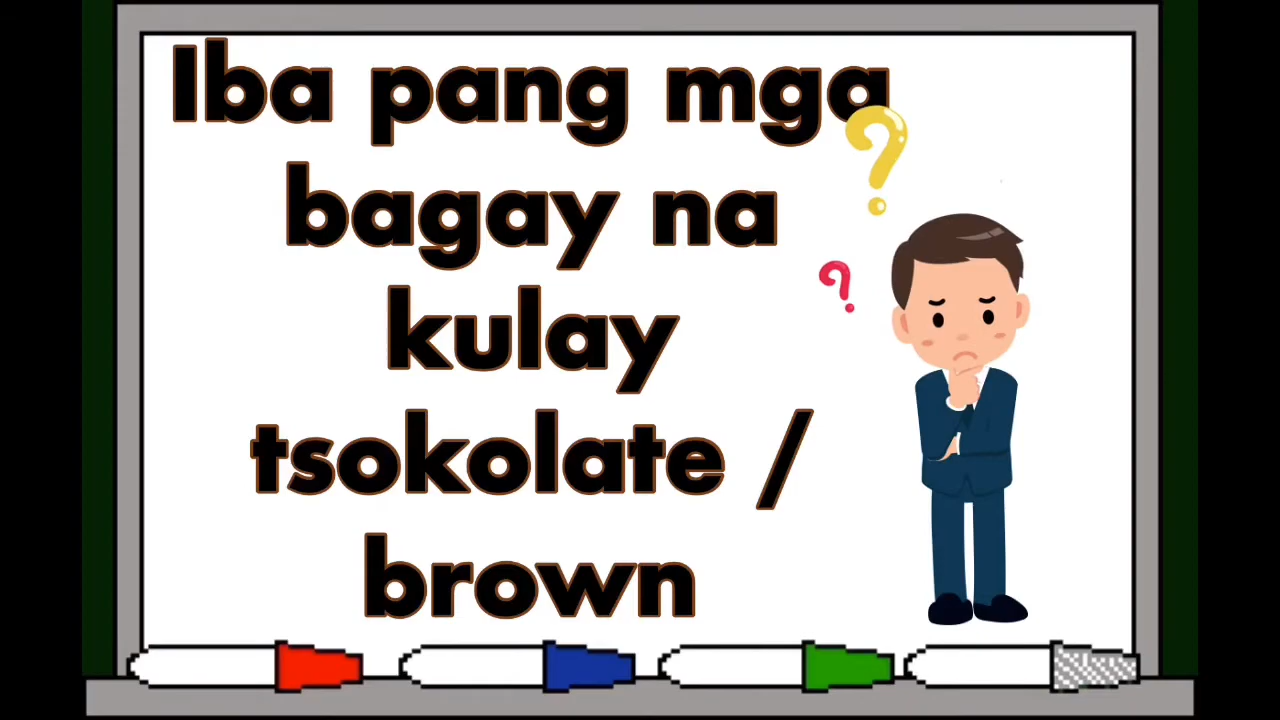 Iba pang mga
bagay na
kulay
tsokolate /
brown